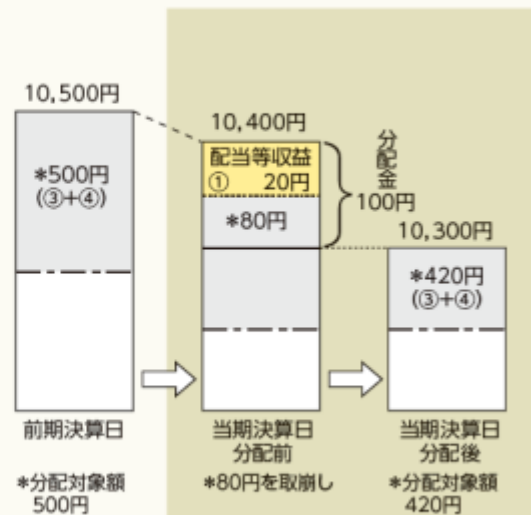 10,500円
*500円
(③+④)
前期決算日
*分配対象額
500円
10,400円
配当等収益
① 20円
*80円
分配金
100円
当期決算日
分配前
*80円を取崩し
10,300円
*420円
(③+④)
当期決算日
分配後
*分配対象額
420円